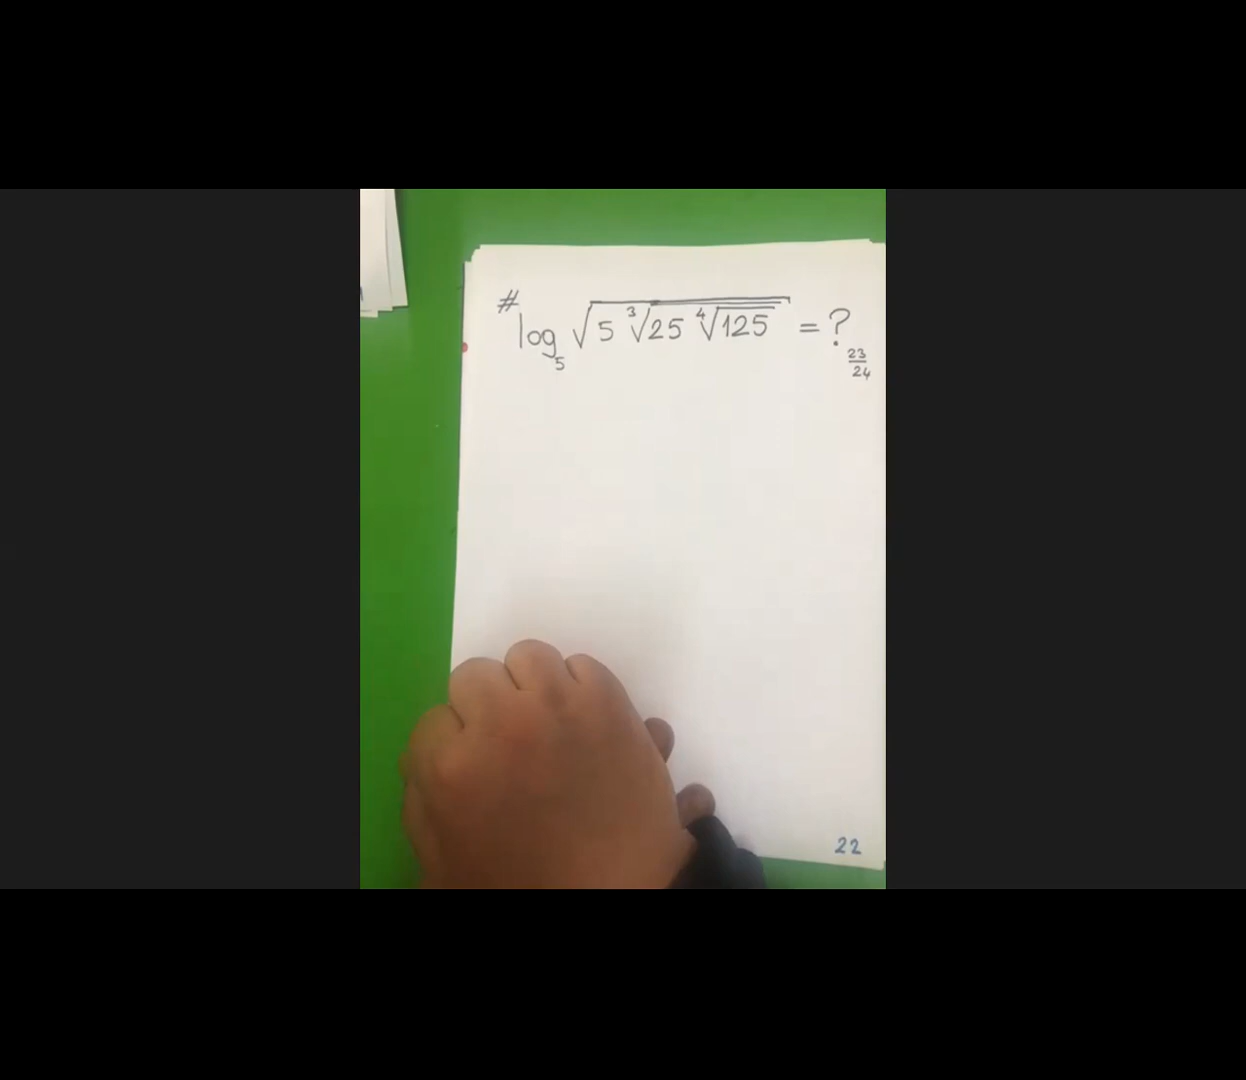 # log₅ √(5 ∛(25 ∜125)) = ?
23/24
22